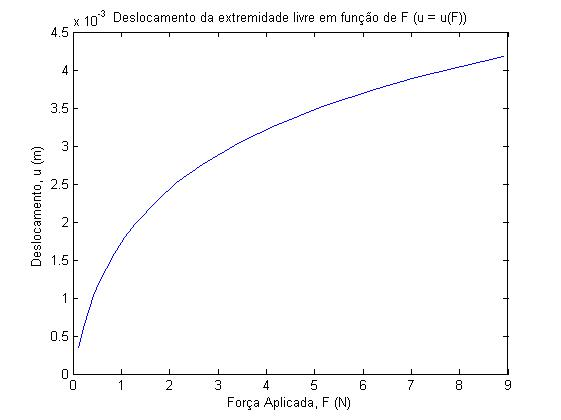 x 10^-3
Deslocamento da extremidade livre em função de F (u = u(F))
4.5
4
3.5
3
2.5
2
1.5
1
0.5
0
Deslocamento, u (m)
0 1 2 3 4 5 6 7 8 9
Força Aplicada, F (N)